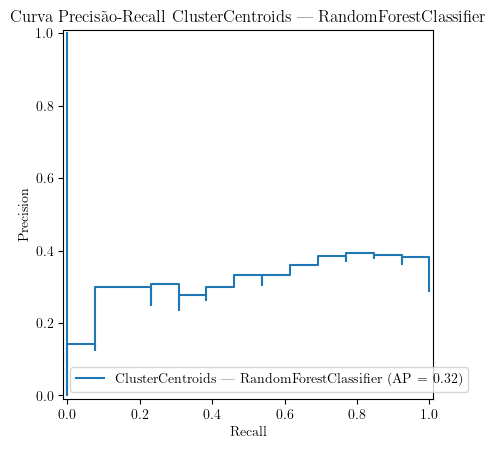 Curva Precisão-Recall ClusterCentroids — RandomForestClassifier
1.0
0.8
0.6
0.4
0.2
0.0
Precision
ClusterCentroids — RandomForestClassifier (AP = 0.32)
0.0 0.2 0.4 0.6 0.8 1.0
Recall